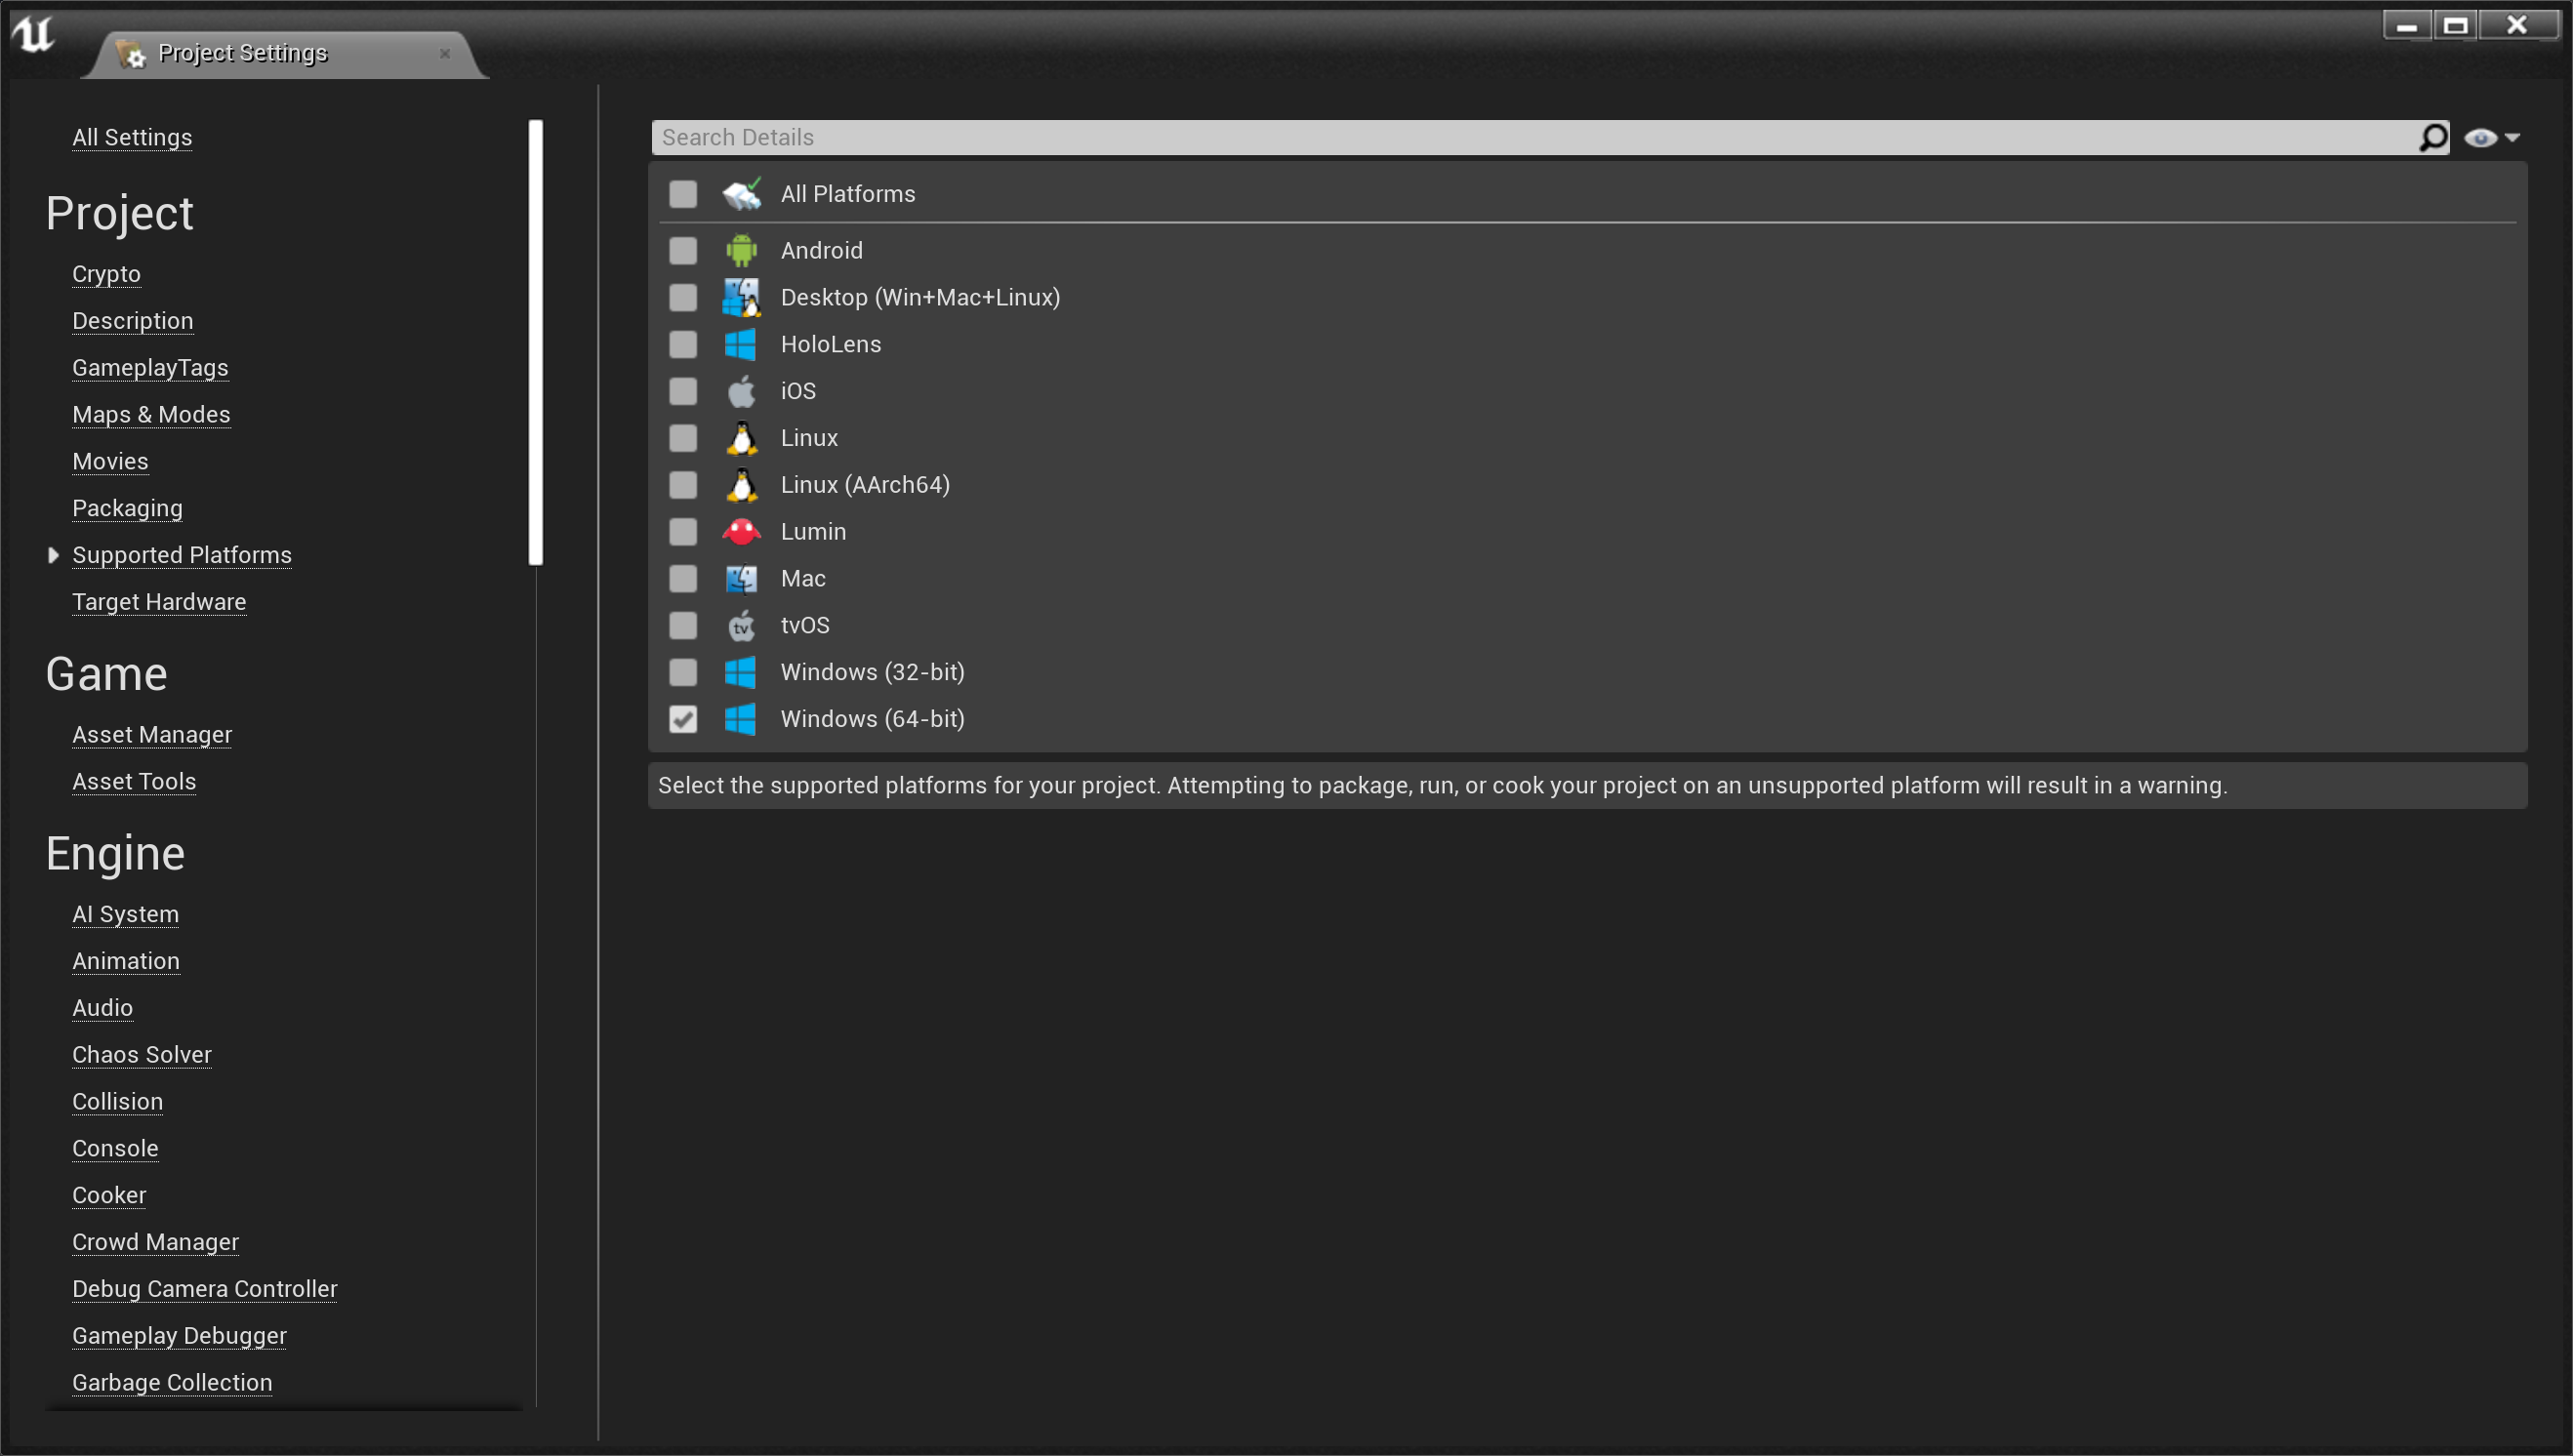 Project Settings
All Settings
Project
Crypto
Description
GameplayTags
Maps & Modes
Movies
Packaging
Supported Platforms
Target Hardware
Game
Asset Manager
Asset Tools
Engine
AI System
Animation
Audio
Chaos Solver
Collision
Console
Cooker
Crowd Manager
Debug Camera Controller
Gameplay Debugger
Garbage Collection
Search Details
All Platforms
Android
Desktop (Win+Mac+Linux)
HoloLens
iOS
Linux
Linux (AArch64)
Lumin
Mac
tv tvOS
Windows (32-bit)
Windows (64-bit)
Select the supported platforms for your project. Attempting to package, run, or cook your project on an unsupported platform will result in a warning.